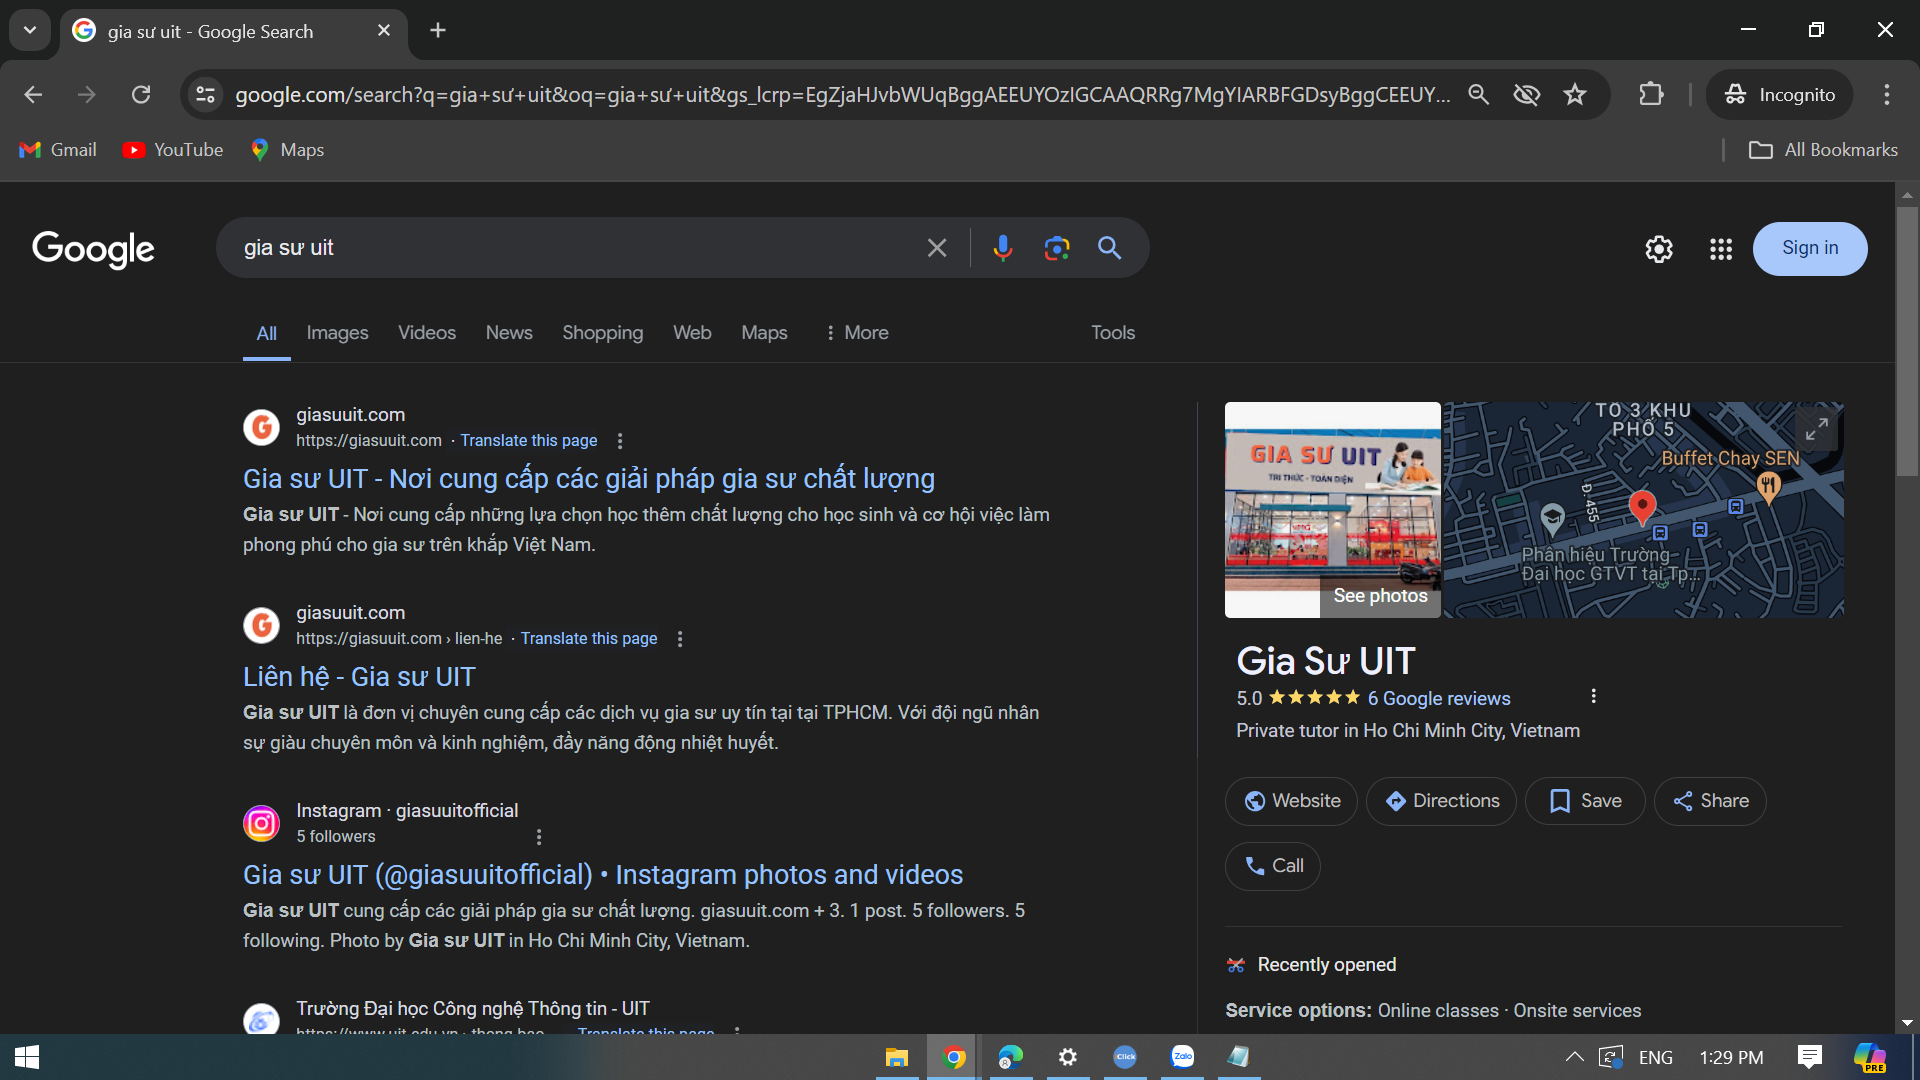 gia sư uit - Google Search
google.com/search?q=gia+sư+uit&oq=gia+sư+uit&gs_lcrp=EgZjaHJvbWUqBggAEEUYOzIGCAAQRRg7MgYIARBFGDsyBggCEEUY...
Incognito
Gmail
YouTube
Maps
All Bookmarks
Google
gia sư uit
Sign in
All
Images
Videos
News
Shopping
Web
Maps
More
Tools
giasuuit.com
https://giasuuit.com · Translate this page
Gia sư UIT - Nơi cung cấp các giải pháp gia sư chất lượng
Gia sư UIT - Nơi cung cấp những lựa chọn học thêm chất lượng cho học sinh và cơ hội việc làm
phong phú cho gia sư trên khắp Việt Nam.
giasuuit.com
https://giasuuit.com › lien-he · Translate this page
Liên hệ - Gia sư UIT
Gia sư UIT là đơn vị chuyên cung cấp các dịch vụ gia sư uy tín tại tại TPHCM. Với đội ngũ nhân
sự giàu chuyên môn và kinh nghiệm, đầy năng động nhiệt huyết.
Instagram · giasuuitofficial
5 followers
Gia sư UIT (@giasuuitofficial) • Instagram photos and videos
Gia sư UIT cung cấp các giải pháp gia sư chất lượng. giasuuit.com + 3. 1 post. 5 followers. 5
following. Photo by Gia sư UIT in Ho Chi Minh City, Vietnam.
Trường Đại học Công nghệ Thông tin - UIT
https://www.uit.edu.vn › thong-bao · Translate this page
GIA SƯ UIT
TRI THỨC - TOÀN DIỆN
See photos
TỔ 3 KHU
PHỐ 5
Buffet Chay SEN
Đ. 455
Phân hiệu Trường
Đại học GTVT tại Tp...
Gia Sư UIT
5.0
6 Google reviews
Private tutor in Ho Chi Minh City, Vietnam
Website
Directions
Save
Share
Call
Recently opened
Service options: Online classes · Onsite services
Click
Zalo
ENG
1:29 PM
PRE